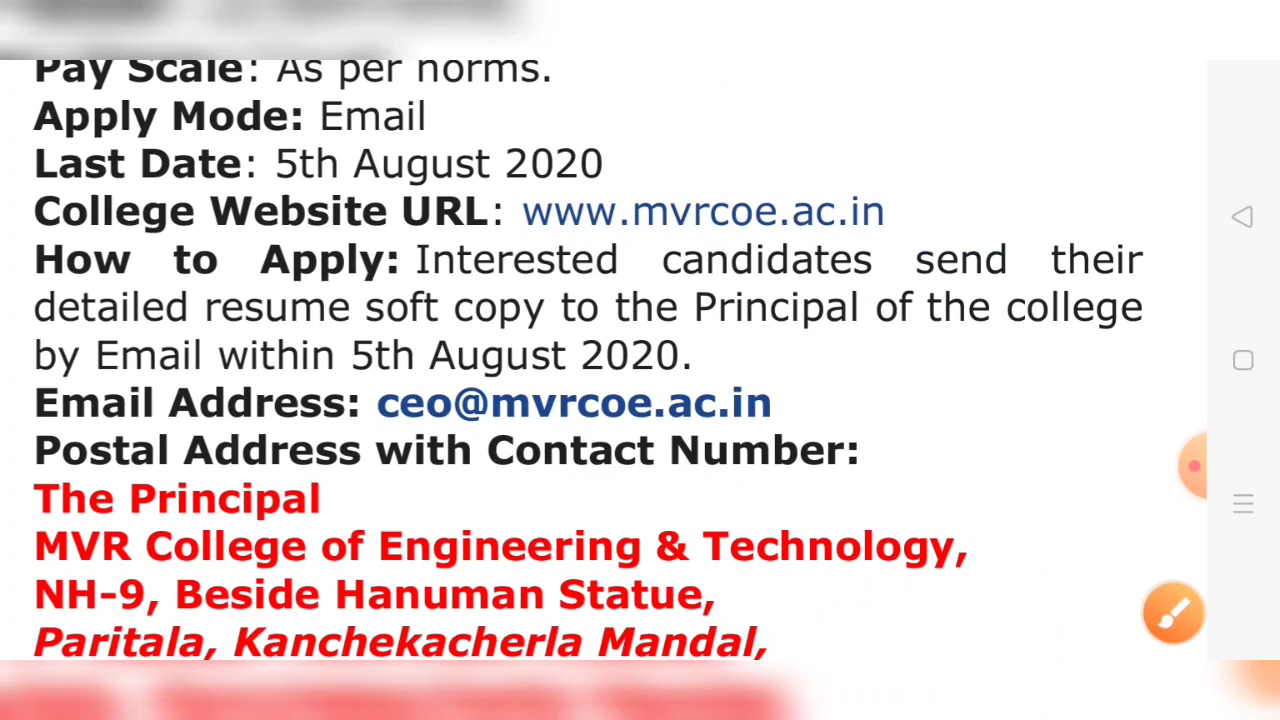 Pay Scale: As per norms.
Apply Mode: Email
Last Date: 5th August 2020
College Website URL: www.mvrcoe.ac.in
How to Apply: Interested candidates send their
detailed resume soft copy to the Principal of the college
by Email within 5th August 2020.
Email Address: ceo@mvrcoe.ac.in
Postal Address with Contact Number:
The Principal
MVR College of Engineering & Technology,
NH-9, Beside Hanuman Statue,
Paritala, Kanchekacherla Mandal,